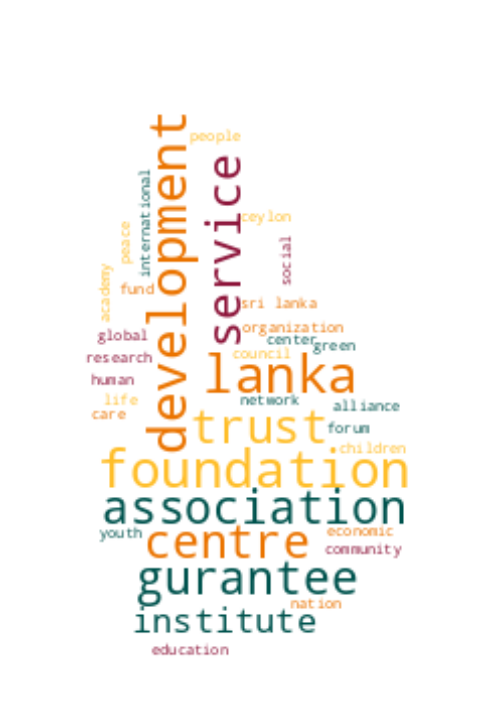 development
people
service
international
ceylon
peace
social
academy
fund
sri lanka
organization
global
center
green
research
council
human
lanka
life
network
alliance
care
trust
forum
children
foundation
association
youth
centre
economic
community
gurantee
nation
institute
education